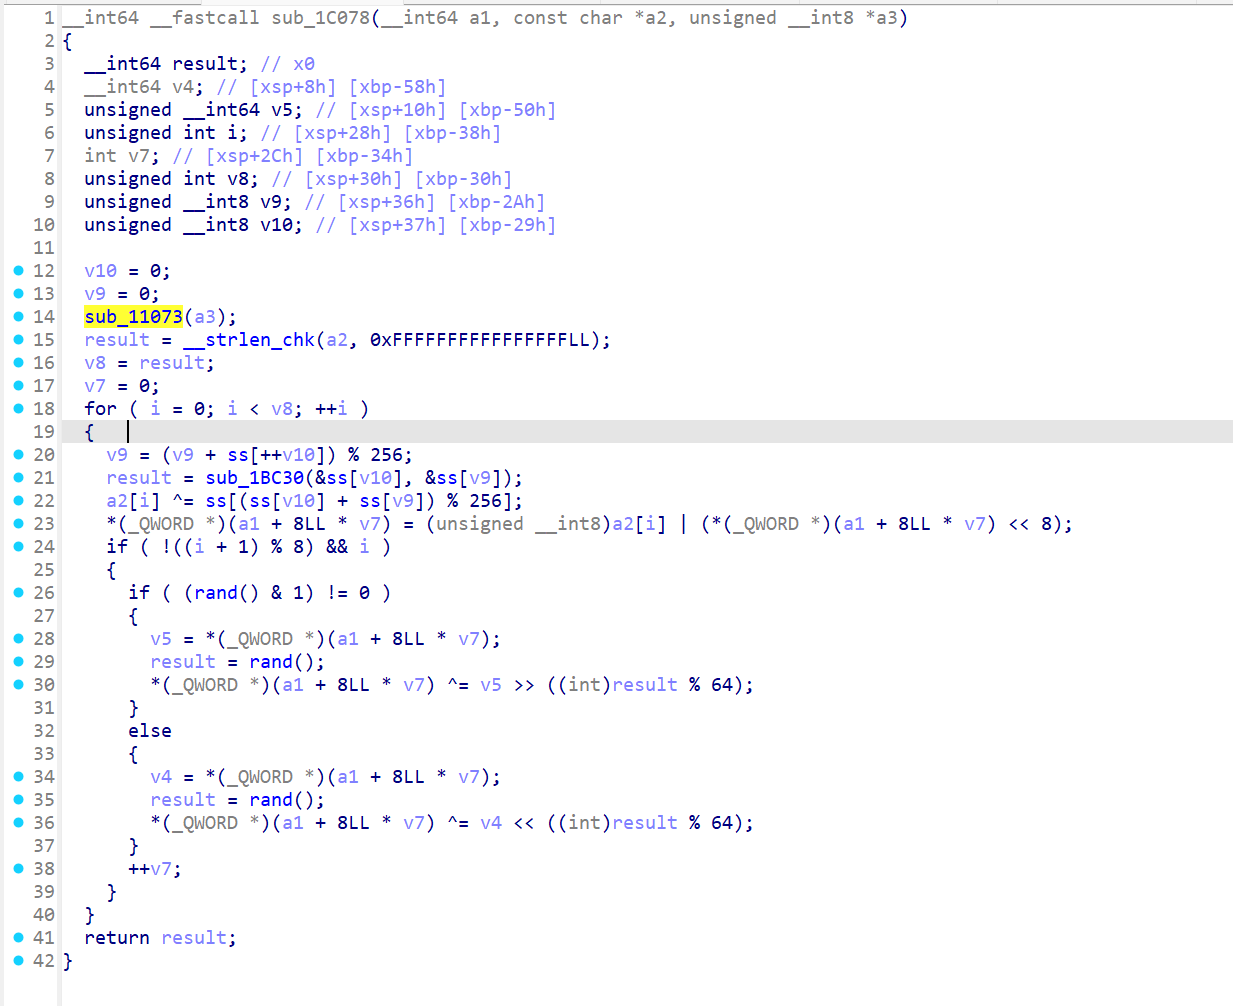 1 __int64 __fastcall sub_1C078(__int64 a1, const char *a2, unsigned __int8 *a3)
2 {
3 __int64 result; // x0
4 __int64 v4; // [xsp+8h] [xbp-58h]
5 unsigned __int64 v5; // [xsp+10h] [xbp-50h]
6 unsigned int i; // [xsp+28h] [xbp-38h]
7 int v7; // [xsp+2Ch] [xbp-34h]
8 unsigned int v8; // [xsp+30h] [xbp-30h]
9 unsigned __int8 v9; // [xsp+36h] [xbp-2Ah]
10 unsigned __int8 v10; // [xsp+37h] [xbp-29h]
11
12 v10 = 0;
13 v9 = 0;
14 sub_11073(a3);
15 result = __strlen_chk(a2, 0xFFFFFFFFFFFFFFFFLL);
16 v8 = result;
17 v7 = 0;
18 for ( i = 0; i < v8; ++i )
19 {
20 v9 = (v9 + ss[++v10]) % 256;
21 result = sub_1BC30(&ss[v10], &ss[v9]);
22 a2[i] ^= ss[(ss[v10] + ss[v9]) % 256];
23 *(_QWORD *)(a1 + 8LL * v7) = (unsigned __int8)a2[i] | (*(_QWORD *)(a1 + 8LL * v7) << 8);
24 if ( !((i + 1) % 8) && i )
25 {
26 if ( (rand() & 1) != 0 )
27 {
28 v5 = *(_QWORD *)(a1 + 8LL * v7);
29 result = rand();
30 *(_QWORD *)(a1 + 8LL * v7) ^= v5 >> ((int)result % 64);
31 }
32 else
33 {
34 v4 = *(_QWORD *)(a1 + 8LL * v7);
35 result = rand();
36 *(_QWORD *)(a1 + 8LL * v7) ^= v4 << ((int)result % 64);
37 }
38 ++v7;
39 }
40 }
41 return result;
42 }